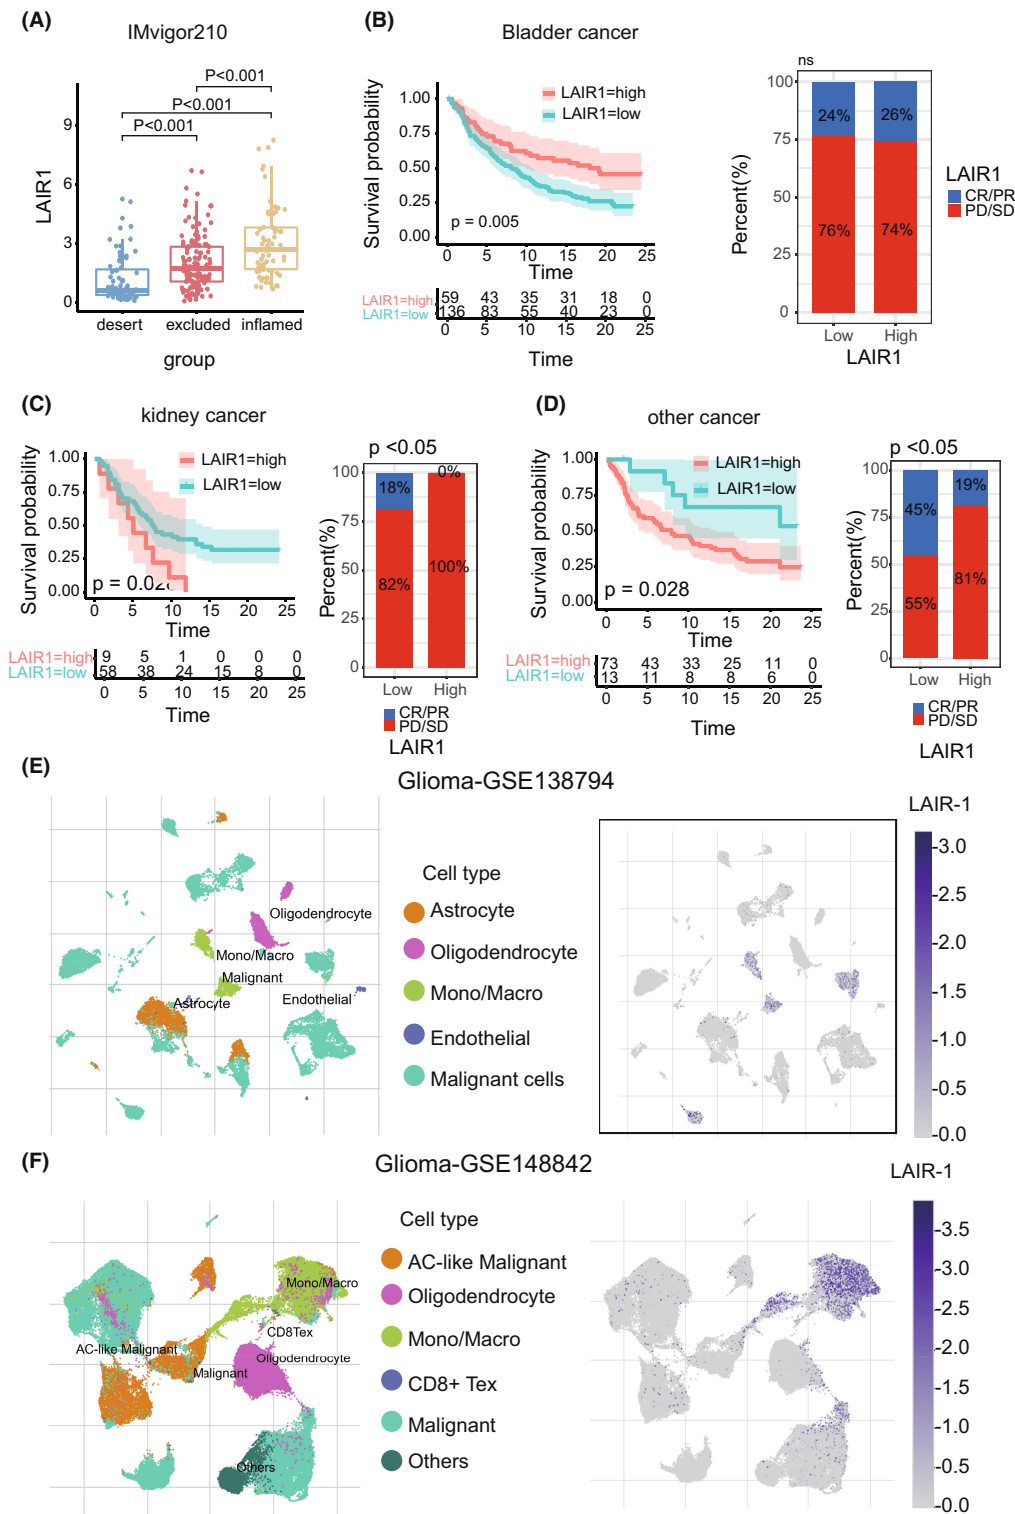 (A)
IMvigor210
P<0.001
P<0.001
P<0.001
LAIR1
9
6
3
0
desert excluded inflamed
group
(B)
Bladder cancer
LAIR1=high
LAIR1=low
Survival probability
1.00
0.75
0.50
0.25
0.00
p = 0.005
0 5 10 15 20 25
Time
LAIR1=high 59 43 35 31 18 0
LAIR1=low 136 83 55 40 23 0
0 5 10 15 20 25
Time
ns
Percent(%)
100
75
50
25
0
24% 26%
76% 74%
Low High
LAIR1
LAIR1
CR/PR
PD/SD
(C)
kidney cancer
LAIR1=high
LAIR1=low
Survival probability
1.00
0.75
0.50
0.25
0.00
p = 0.028
0 5 10 15 20 25
Time
LAIR1=high 9 5 1 0 0 0
LAIR1=low 58 38 24 15 8 0
0 5 10 15 20 25
Time
p <0.05
Percent(%)
100
75
50
25
0
18% 0%
82% 100%
Low High
CR/PR
PD/SD
LAIR1
(D)
other cancer
LAIR1=high
LAIR1=low
Survival probability
1.00
0.75
0.50
0.25
0.00
p = 0.028
0 5 10 15 20 25
Time
LAIR1=high 73 43 33 25 11 0
LAIR1=low 13 11 8 8 6 0
0 5 10 15 20 25
Time
p <0.05
Percent(%)
100
75
50
25
0
45% 19%
55% 81%
Low High
CR/PR
PD/SD
LAIR1
(E)
Glioma-GSE138794
Oligodendrocyte
Mono/Macro
Malignant
Astrocyte
Endothelial
Cell type
Astrocyte
Oligodendrocyte
Mono/Macro
Endothelial
Malignant cells
LAIR-1
3.0
2.5
2.0
1.5
1.0
0.5
0.0
(F)
Glioma-GSE148842
Mono/Macro
CD8Tex
AC-like Malignant
Oligodendrocyte
Malignant
Others
Cell type
AC-like Malignant
Oligodendrocyte
Mono/Macro
CD8+ Tex
Malignant
Others
LAIR-1
3.5
3.0
2.5
2.0
1.5
1.0
0.5
0.0